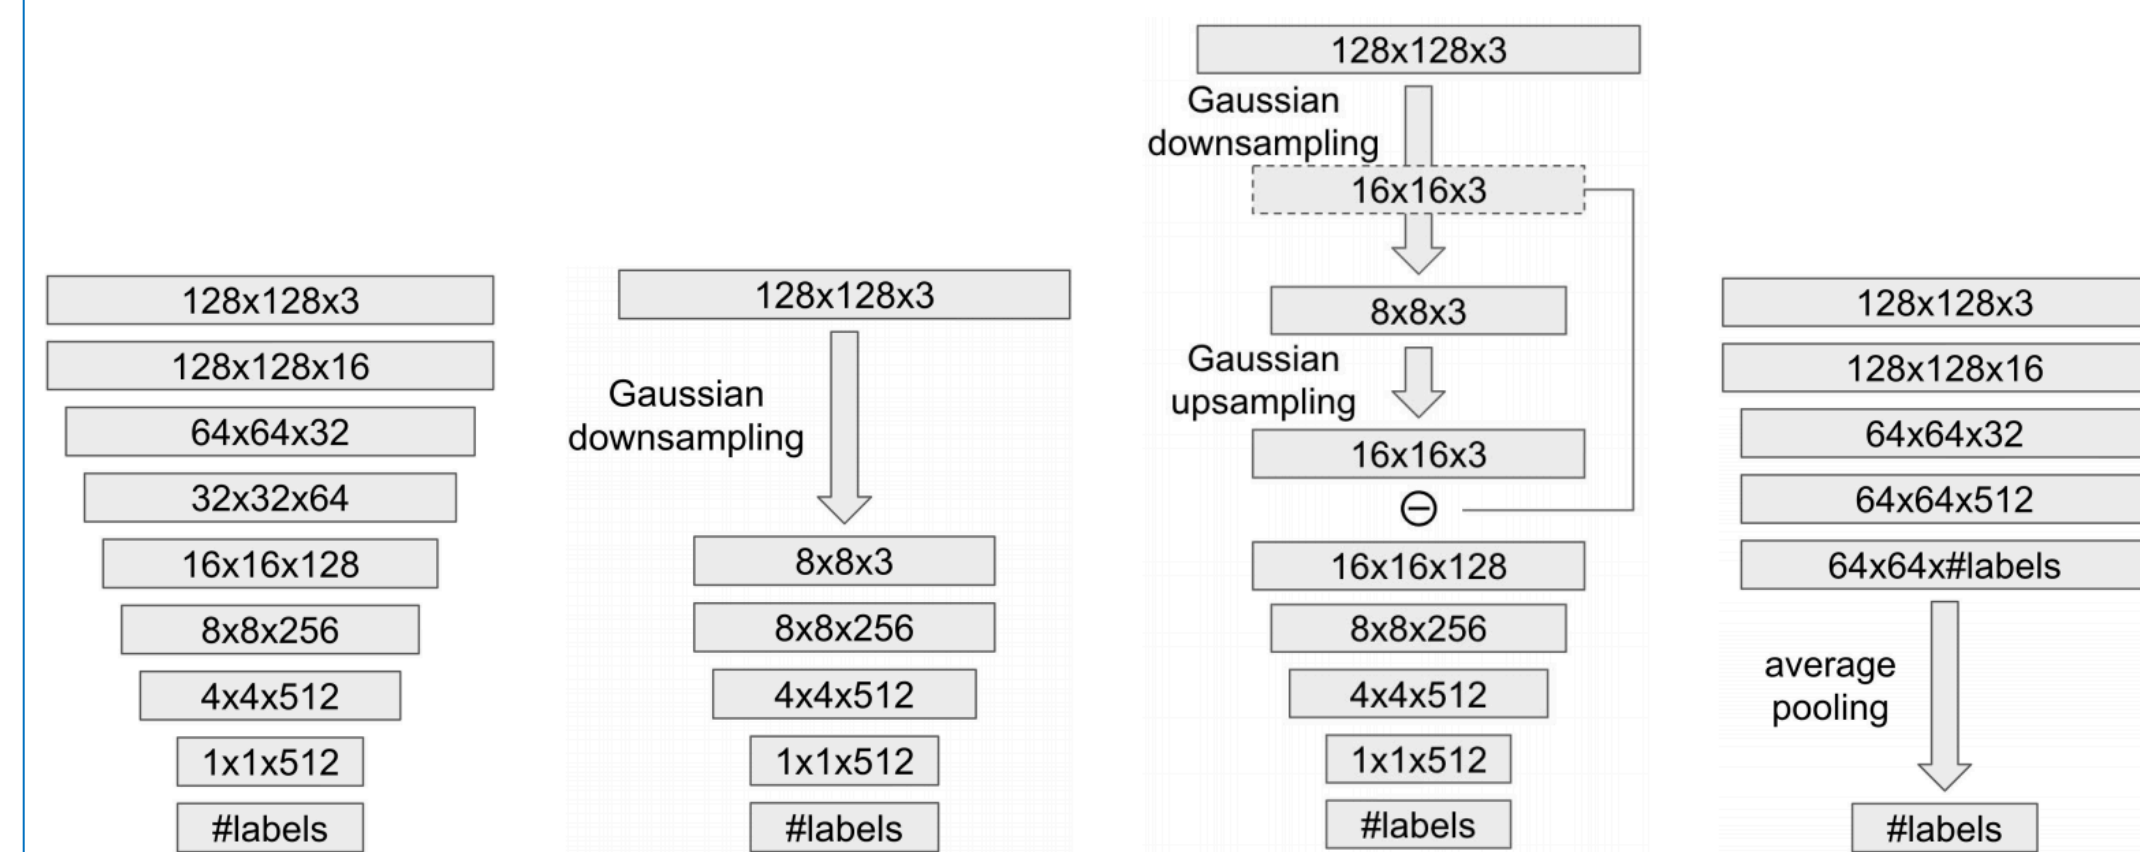 128x128x3
128x128x16
64x64x32
32x32x64
16x16x128
8x8x256
4x4x512
1x1x512
#labels
128x128x3
Gaussian
downsampling
8x8x3
8x8x256
4x4x512
1x1x512
#labels
128x128x3
Gaussian
downsampling
16x16x3
8x8x3
Gaussian
upsampling
16x16x3
16x16x128
8x8x256
4x4x512
1x1x512
#labels
128x128x3
128x128x16
64x64x32
64x64x512
64x64x#labels
average
pooling
#labels